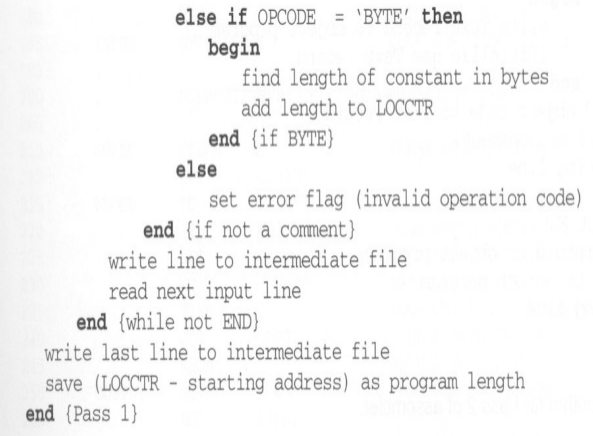 else if OPCODE = 'BYTE' then
begin
find length of constant in bytes
add length to LOCCTR
end {if BYTE}
else
set error flag (invalid operation code)
end {if not a comment}
write line to intermediate file
read next input line
end {while not END}
write last line to intermediate file
save (LOCCTR - starting address) as program length
end {Pass 1}